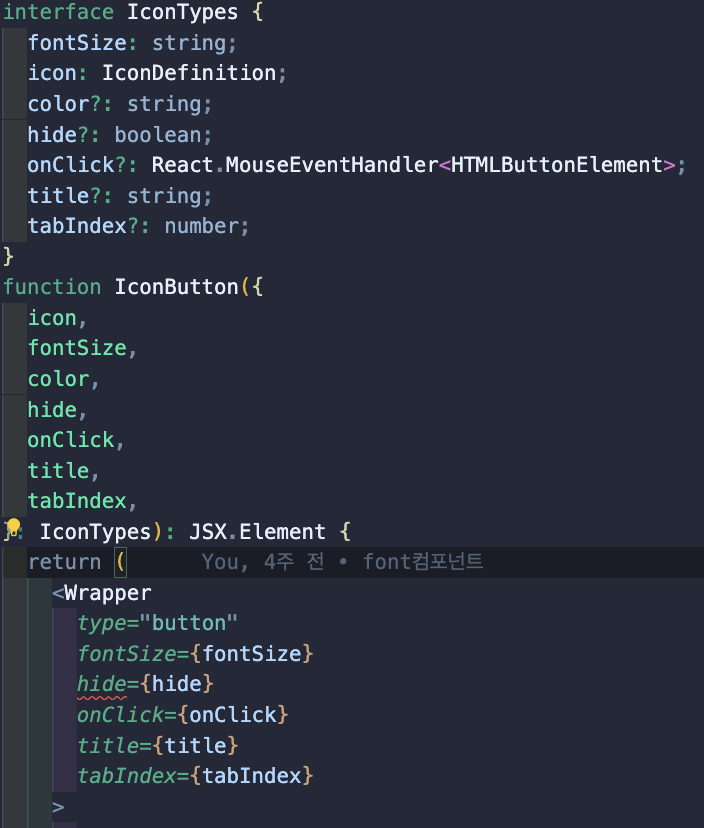 interface IconTypes {
fontSize: string;
icon: IconDefinition;
color?: string;
hide?: boolean;
onClick?: React.MouseEventHandler<HTMLButtonElement>;
title?: string;
tabIndex?: number;
}
function IconButton({
icon,
fontSize,
color,
hide,
onClick,
title,
tabIndex,
}: IconTypes): JSX.Element {
return ( You, 4주 전 • font컴포넌트
<Wrapper
type="button"
fontSize={fontSize}
hide={hide}
onClick={onClick}
title={title}
tabIndex={tabIndex}
>